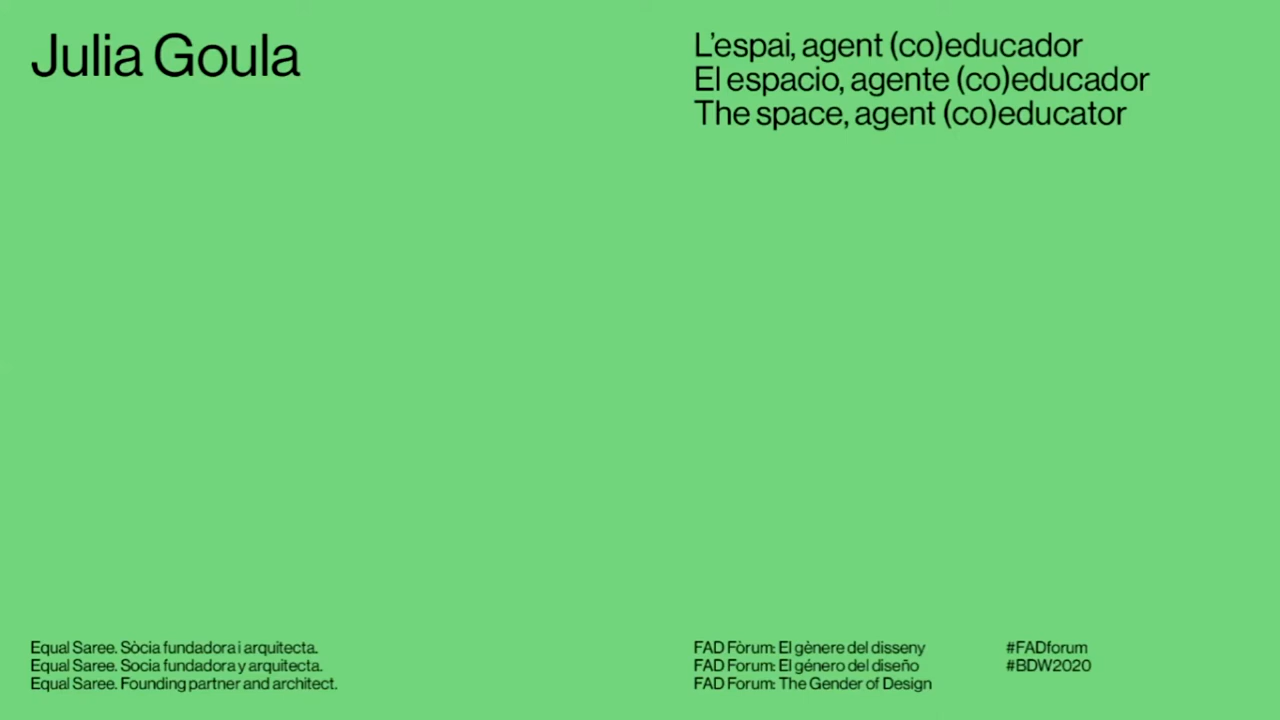 Julia Goula
L'espai, agent (co)educador
El espacio, agente (co)educador
The space, agent (co)educator
Equal Saree. Sòcia fundadora i arquitecta.
Equal Saree. Socia fundadora y arquitecta.
Equal Saree. Founding partner and architect.
FAD Fòrum: El gènere del disseny
FAD Forum: El género del diseño
FAD Forum: The Gender of Design
#FADforum
#BDW2020